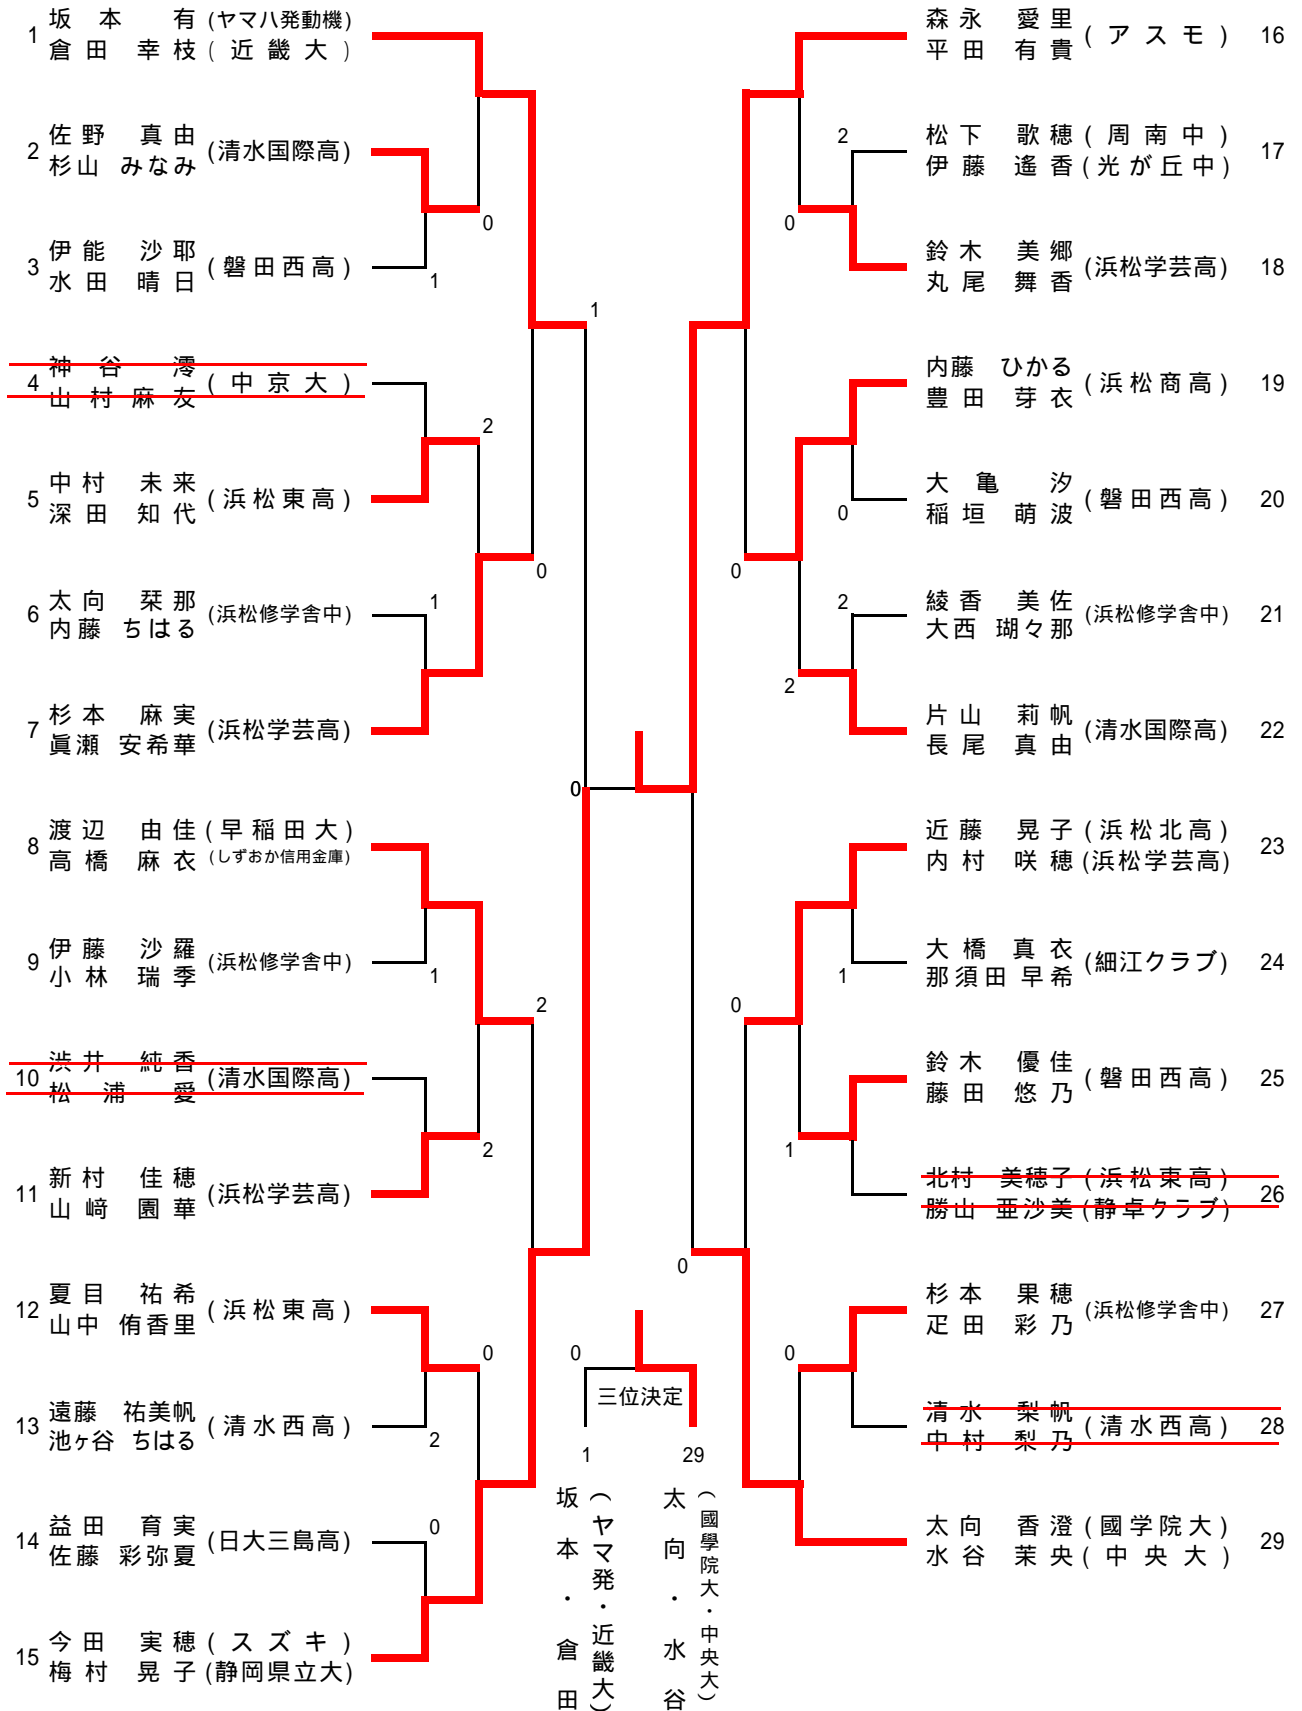 1 坂本 有 (ヤマハ発動機)
倉田 幸枝 (近畿大)
2 佐野 真由 (清水国際高)
杉山 みなみ
3 伊能 沙耶 (磐田西高)
水田 晴日
4 神谷 澪 (中京大)
山村 麻友
5 中村 未来 (浜松東高)
深田 知代
6 太向 栞那 (浜松修学舎中)
内藤 ちはる
7 杉本 麻実 (浜松学芸高)
眞瀬 安希華
8 渡辺 由佳 (早稲田大)
高橋 麻衣 (しずおか信用金庫)
9 伊藤 沙羅 (浜松修学舎中)
小林 瑞季
10 渋井 純香 (清水国際高)
松浦 愛
11 新村 佳穂 (浜松学芸高)
山﨑 園華
12 夏目 祐希 (浜松東高)
山中 侑香里
13 遠藤 祐美帆 (清水西高)
池ヶ谷 ちはる
14 益田 育実 (日大三島高)
佐藤 彩弥夏
15 今田 実穂 (スズキ)
梅村 晃子 (静岡県立大)
0
1
2
1
1
2
2
0
0
1
0
2
0
0
森永 愛里 (アスモ) 16
平田 有貴
松下 歌穂 (周南中) 17
伊藤 遙香 (光が丘中)
鈴木 美郷 (浜松学芸高) 18
丸尾 舞香
内藤 ひかる (浜松商高) 19
豊田 芽衣
大亀 汐 (磐田西高) 20
稲垣 萌波
綾香 美佐 (浜松修学舎中) 21
大西 瑚々那
片山 莉帆 (清水国際高) 22
長尾 真由
近藤 晃子 (浜松北高) 23
内村 咲穂 (浜松学芸高)
大橋 真衣 (細江クラブ) 24
那須田 早希
鈴木 優佳 (磐田西高) 25
藤田 悠乃
北村 美穂子 (浜松東高) 26
勝山 亜沙美 (静卓クラブ)
杉本 果穂 (浜松修学舎中) 27
疋田 彩乃
清水 梨帆 (清水西高) 28
中村 梨乃
太向 香澄 (國学院大) 29
水谷 茉央 (中央大)
2
0
0
0
2
2
1
0
1
0
0
0
三位決定
1
坂本・倉田
(ヤマ発・近畿大)
29
太向・水谷
(國學院大・中央大)